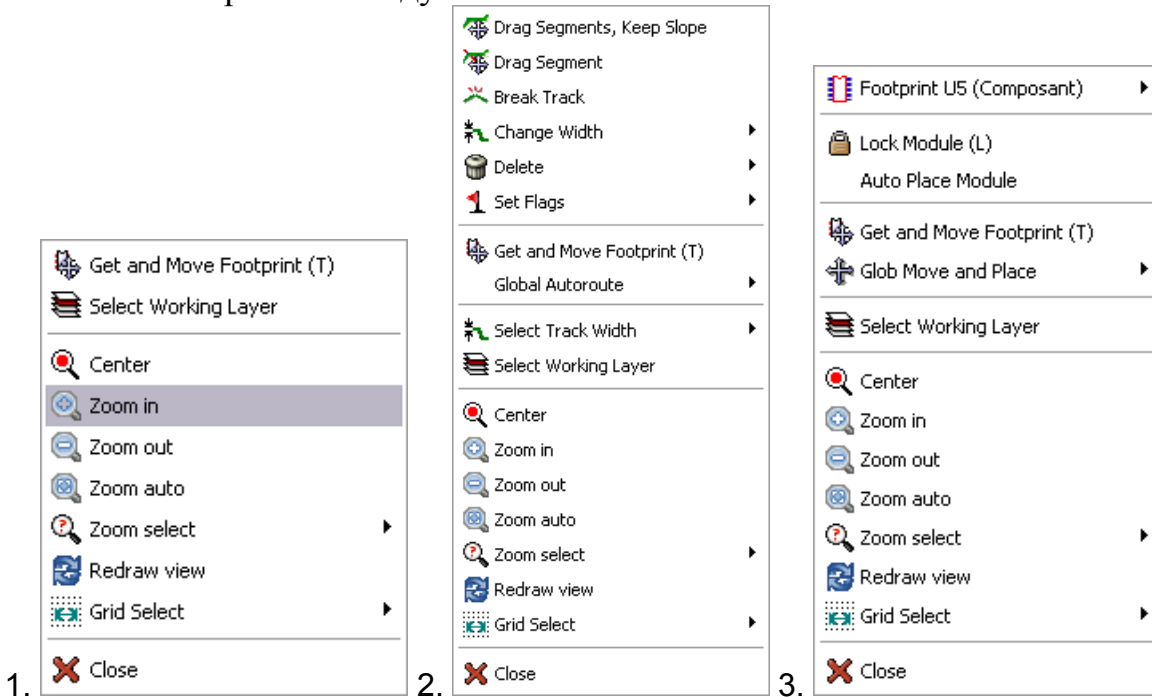 Get and Move Footprint (T)
Select Working Layer
Center
Zoom in
Zoom out
Zoom auto
Zoom select
Redraw view
Grid Select
Close
1.
Drag Segments, Keep Slope
Drag Segment
Break Track
Change Width
Delete
Set Flags
Get and Move Footprint (T)
Global Autoroute
Select Track Width
Select Working Layer
Center
Zoom in
Zoom out
Zoom auto
Zoom select
Redraw view
Grid Select
Close
2.
Footprint U5 (Composant)
Lock Module (L)
Auto Place Module
Get and Move Footprint (T)
Glob Move and Place
Select Working Layer
Center
Zoom in
Zoom out
Zoom auto
Zoom select
Redraw view
Grid Select
Close
3.